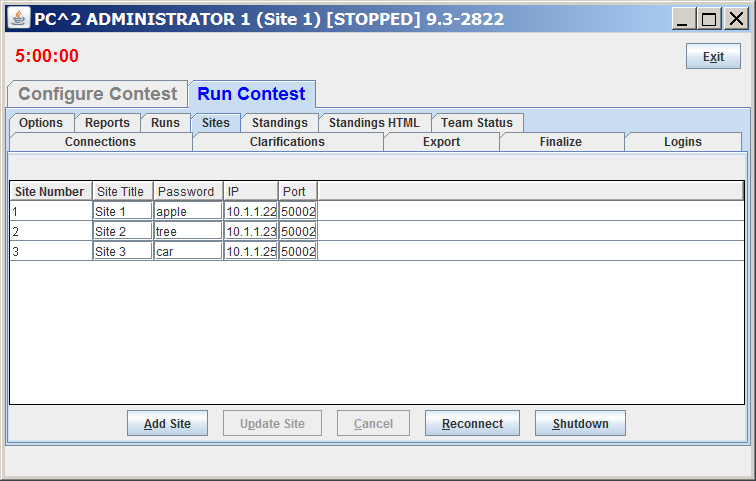 PC^2 ADMINISTRATOR 1 (Site 1) [STOPPED] 9.3-2822
5:00:00
Exit
Configure Contest Run Contest
Options Reports Runs Sites Standings Standings HTML Team Status
Connections Clarifications Export Finalize Logins
Site Number Site Title Password IP Port
1 Site 1 apple 10.1.1.22 50002
2 Site 2 tree 10.1.1.23 50002
3 Site 3 car 10.1.1.25 50002
Add Site Update Site Cancel Reconnect Shutdown